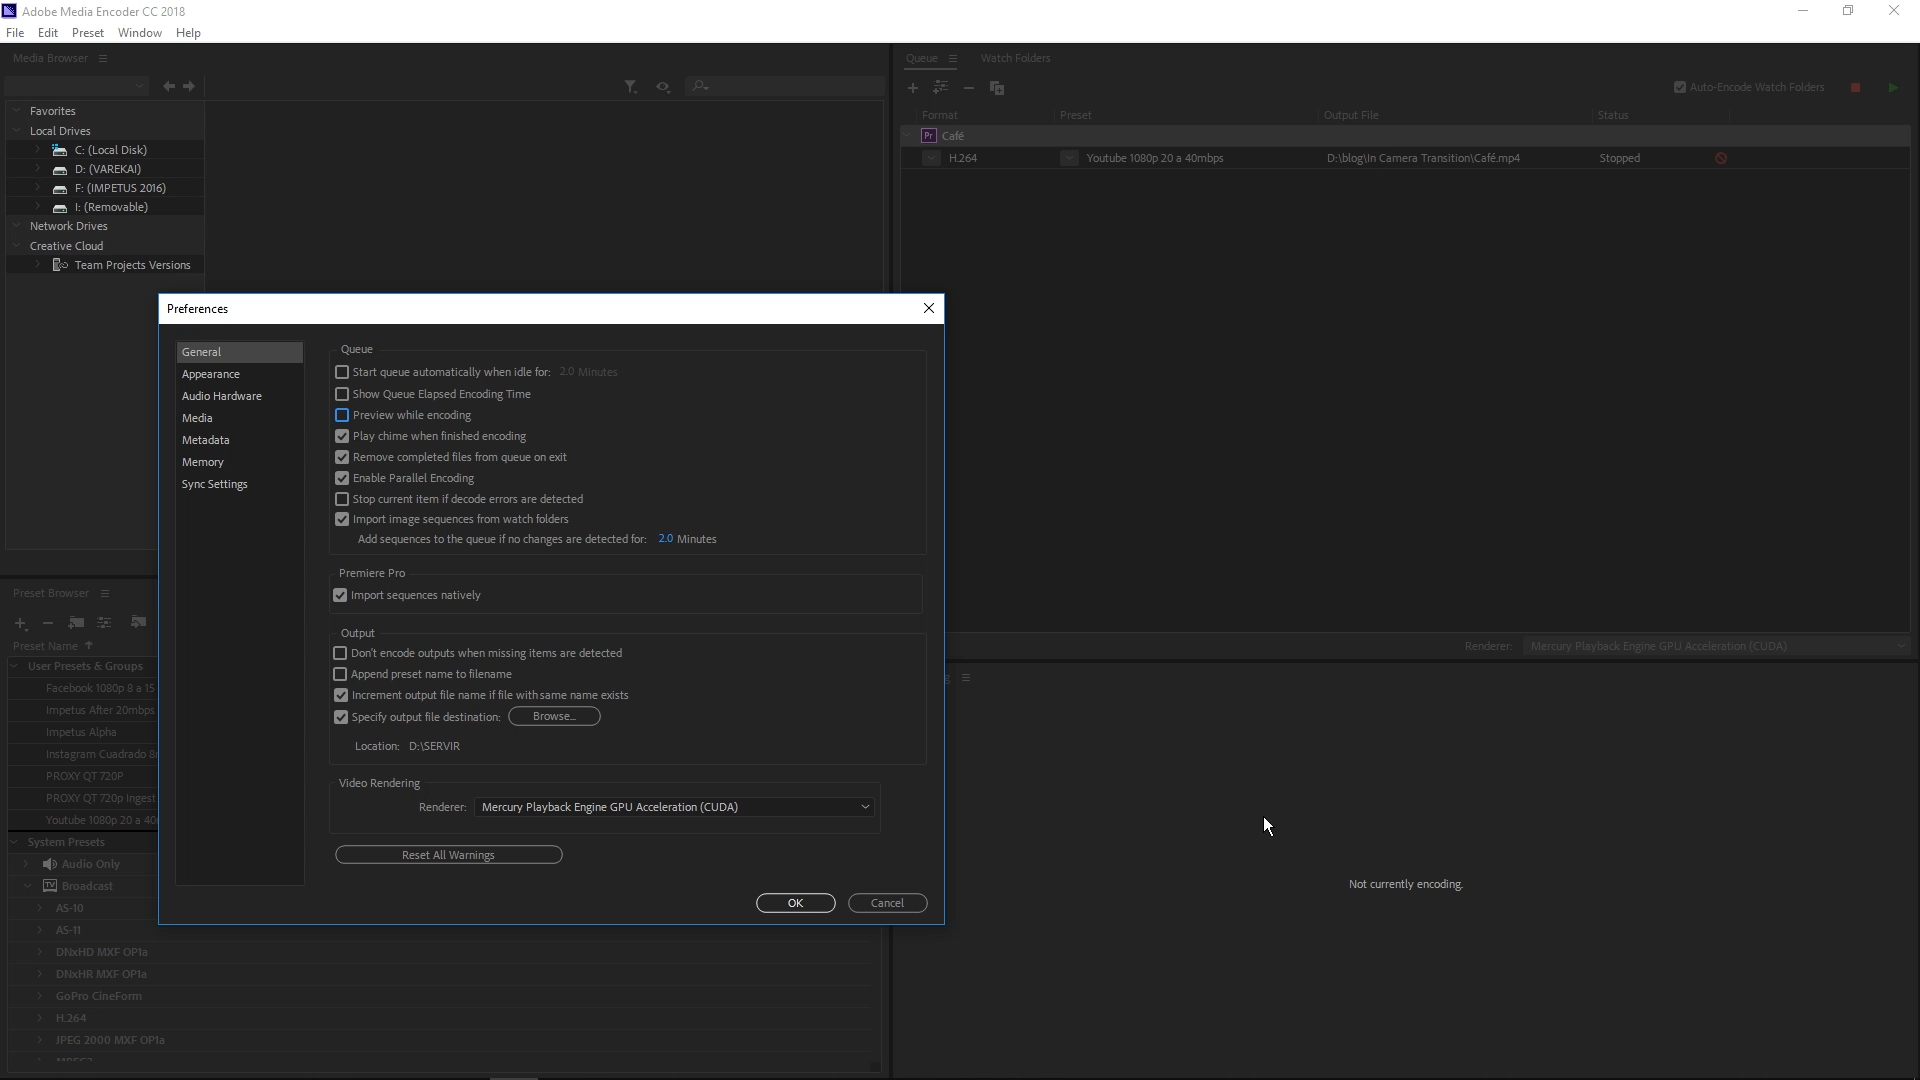 Adobe Media Encoder CC 2018
File Edit Preset Window Help
Media Browser
Favorites
Local Drives
C: (Local Disk)
D: (VAREKAI)
F: (IMPETUS 2016)
I: (Removable)
Network Drives
Creative Cloud
Team Projects Versions
Queue Watch Folders
Auto-Encode Watch Folders
Format Preset Output File Status
Pr Café
H.264 Youtube 1080p 20 a 40mbps D:\blog\In Camera Transition\Café.mp4 Stopped
Preferences
General
Appearance
Audio Hardware
Media
Metadata
Memory
Sync Settings
Queue
Start queue automatically when idle for: 2.0 Minutes
Show Queue Elapsed Encoding Time
Preview while encoding
Play chime when finished encoding
Remove completed files from queue on exit
Enable Parallel Encoding
Stop current item if decode errors are detected
Import image sequences from watch folders
Add sequences to the queue if no changes are detected for: 2.0 Minutes
Premiere Pro
Import sequences natively
Output
Don't encode outputs when missing items are detected
Append preset name to filename
Increment output file name if file with same name exists
Specify output file destination: Browse...
Location: D:\SERVIR
Video Rendering
Renderer: Mercury Playback Engine GPU Acceleration (CUDA)
Reset All Warnings
OK Cancel
Preset Browser
Preset Name
User Presets & Groups
Facebook 1080p 8 a 15
Impetus After 20mbps
Impetus Alpha
Instagram Cuadrado 8
PROXY QT 720P
PROXY QT 720p Ingest
Youtube 1080p 20 a 40
System Presets
Audio Only
TV Broadcast
AS-10
AS-11
DNxHD MXF OP1a
DNxHR MXF OP1a
GoPro CineForm
H.264
JPEG 2000 MXF OP1a
Renderer: Mercury Playback Engine GPU Acceleration (CUDA)
Not currently encoding.